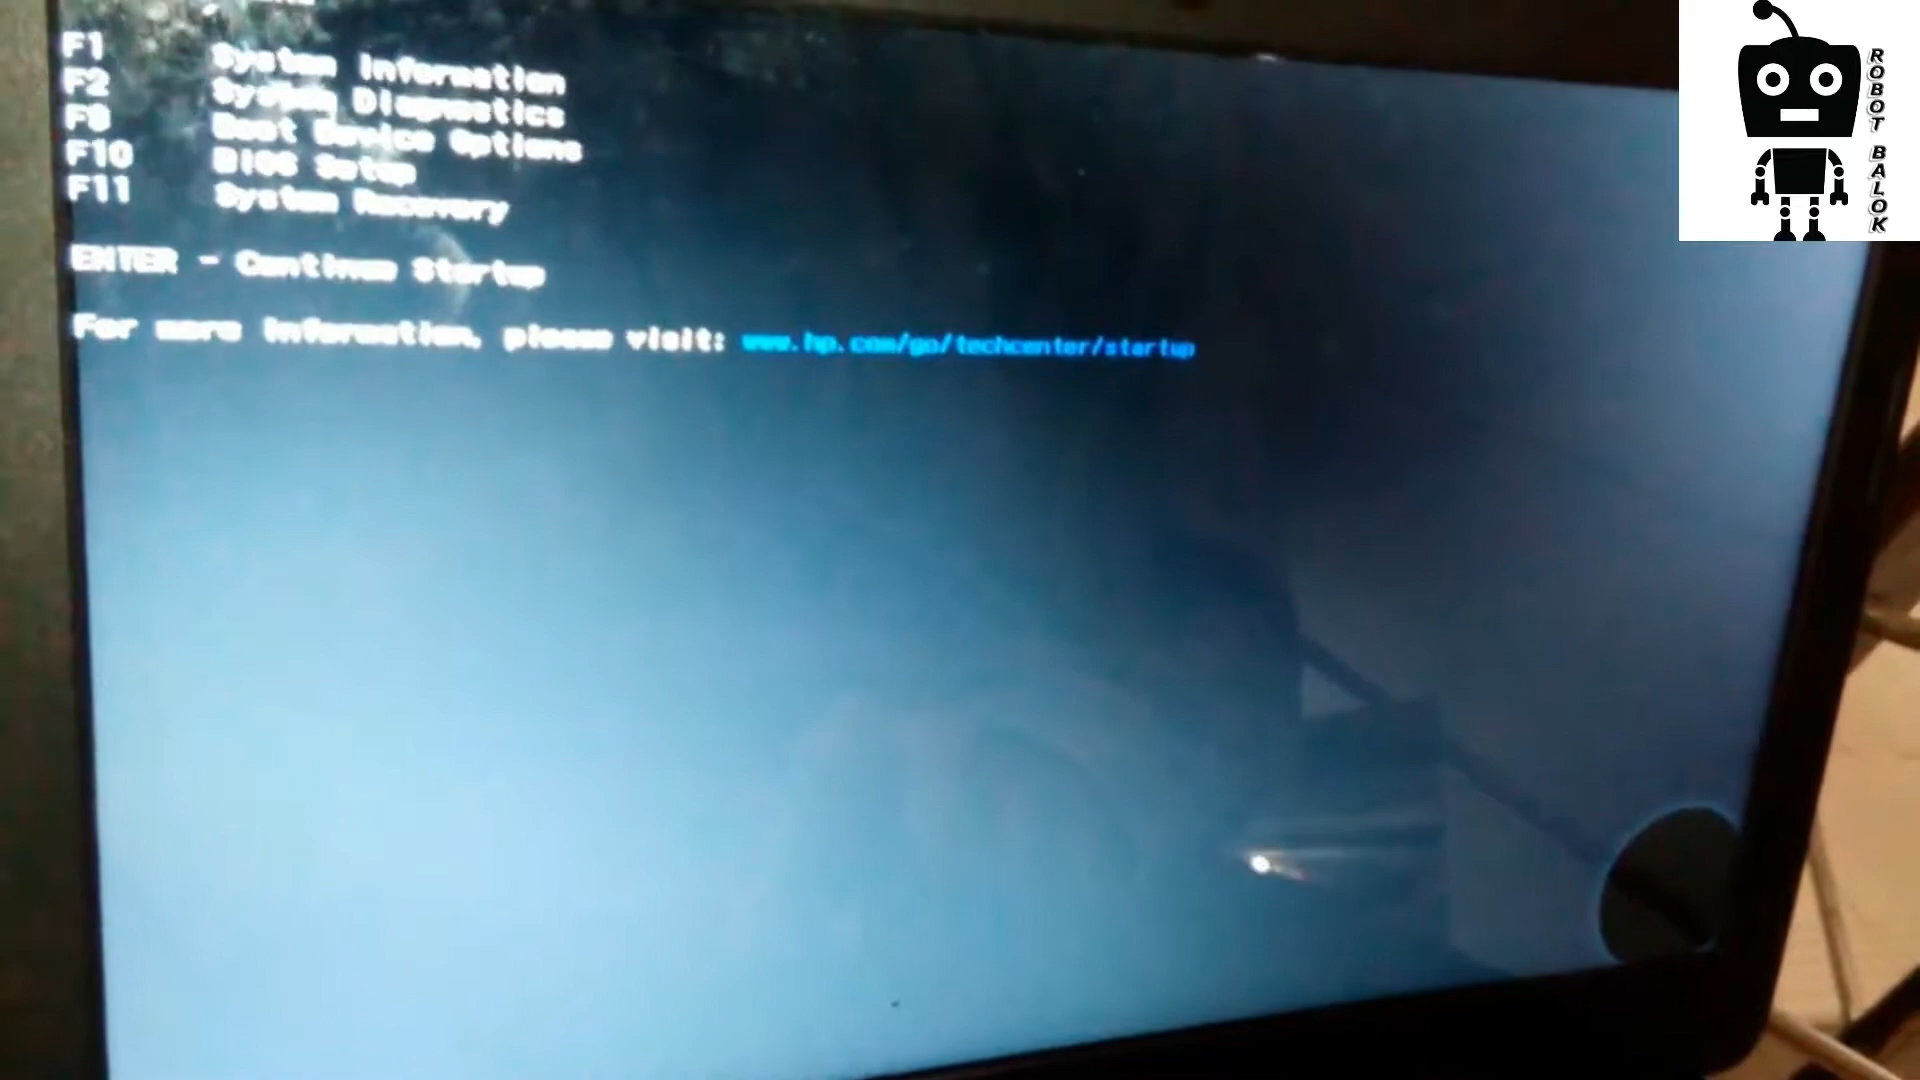 F1 System Information
F2 System Diagnostics
F9 Boot Device Options
F10 BIOS Setup
F11 System Recovery
ENTER - Continue Startup
For more information, please visit: www.hp.com/go/techcenter/startup
ROBOT BALOK